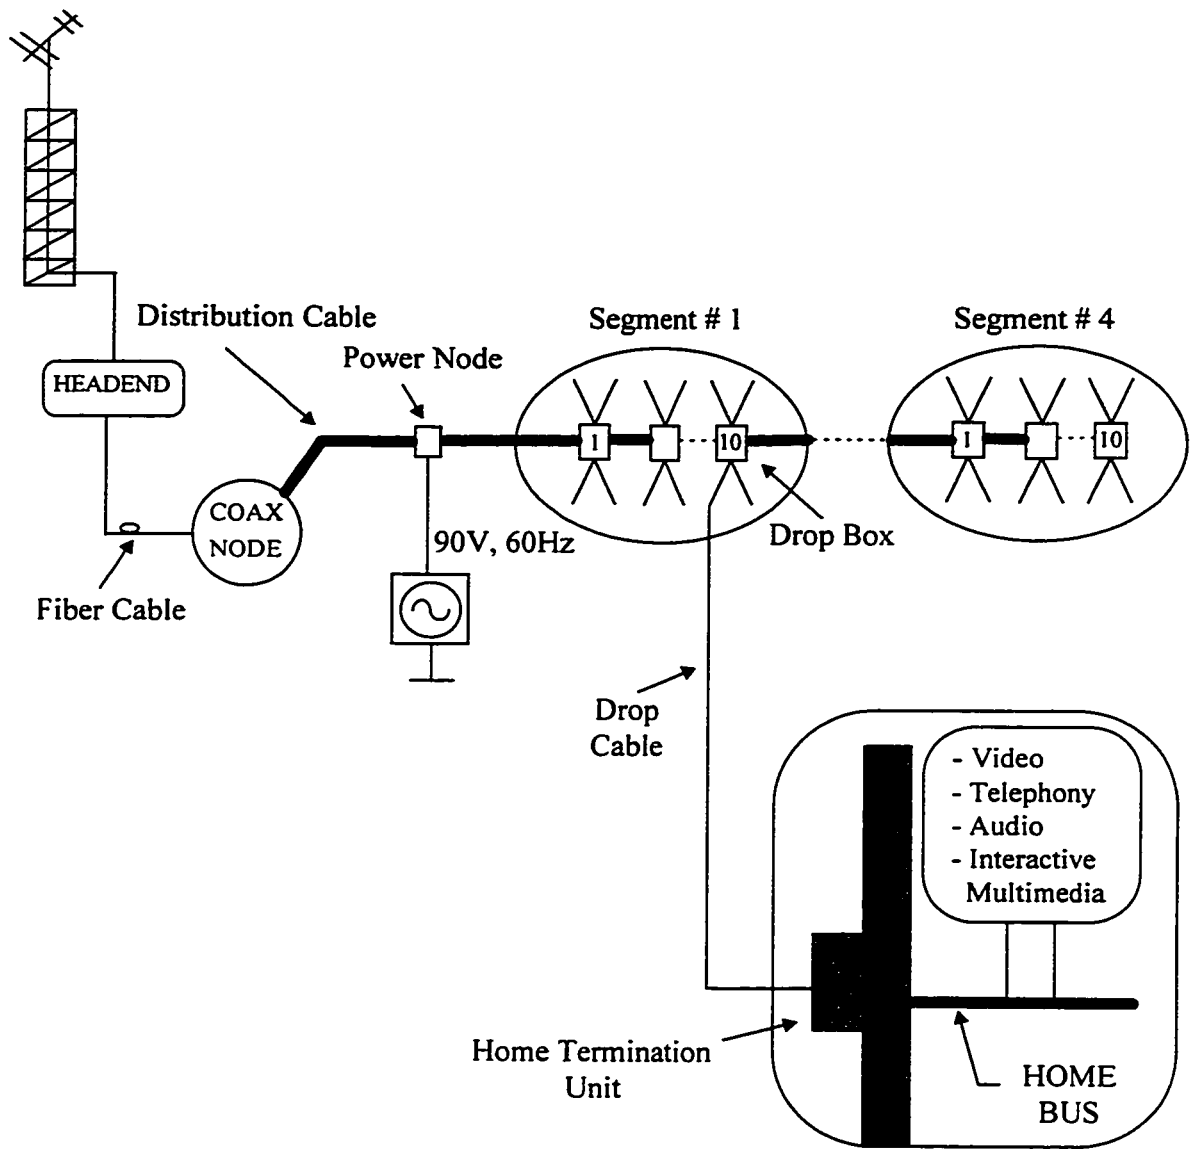 Distribution Cable
Segment # 1
Segment # 4
Power Node
HEADEND
1
10
1
10
COAX
NODE
Drop Box
90V, 60Hz
Fiber Cable
Drop
Cable
- Video
- Telephony
- Audio
- Interactive
Multimedia
Home Termination
Unit
HOME
BUS